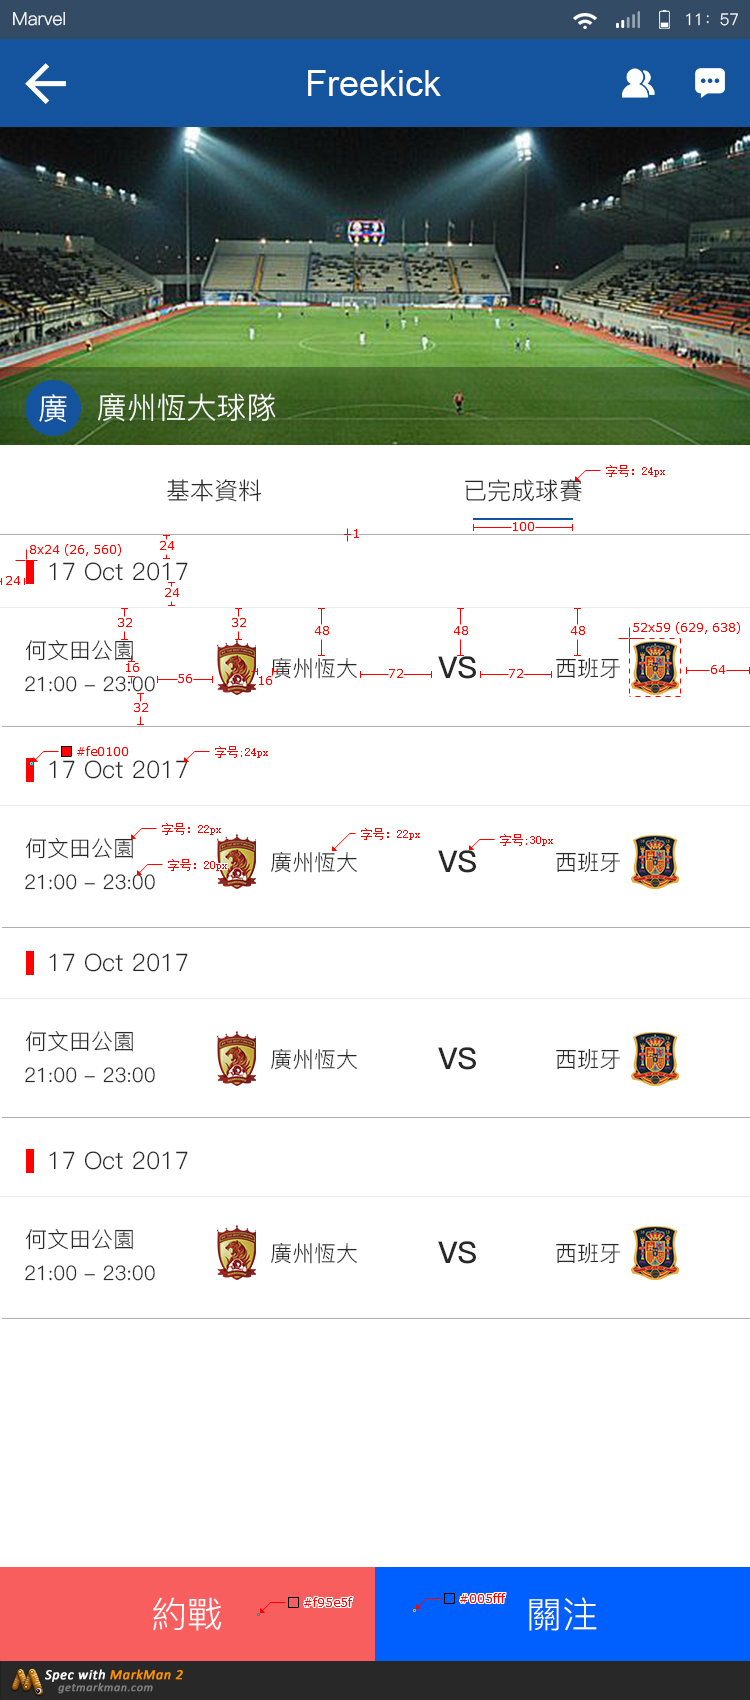 Marvel 11: 57
Freekick
廣 廣州恆大球隊
基本資料 已完成球賽 字号: 24px
100
1
24
8x24 (26, 560)
17 Oct 2017
24
24
32 32 48 48 48 52x59 (629, 638)
何文田公園
21:00 – 23:00
16 56 16 廣州恆大 72 VS 72 西班牙 64
32
#fe0100 字号:24px
17 Oct 2017
字号: 22px 字号: 22px 字号:30px
何文田公園
字号: 20px
21:00 – 23:00
廣州恆大 VS 西班牙
17 Oct 2017
何文田公園
21:00 – 23:00
廣州恆大 VS 西班牙
17 Oct 2017
何文田公園
21:00 – 23:00
廣州恆大 VS 西班牙
約戰 #f95e5f #005fff 關注
Spec with MarkMan 2
getmarkman.com